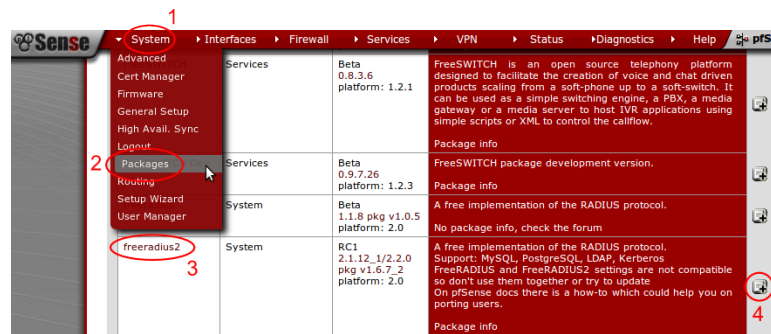 1
Sense
System Interfaces Firewall Services VPN Status Diagnostics Help pfS
Advanced
Cert Manager
Firmware
General Setup
High Avail. Sync
Logout
2 Packages
Routing
Setup Wizard
User Manager
Services
Beta
0.8.3.6
platform: 1.2.1
FreeSWITCH is an open source telephony platform
designed to facilitate the creation of voice and chat driven
products scaling from a soft-phone up to a soft-switch. It
can be used as a simple switching engine, a PBX, a media
gateway or a media server to host IVR applications using
simple scripts or XML to control the callflow.
Package info
Services
Beta
0.9.7.26
platform: 1.2.3
FreeSWITCH package development version.
Package info
System
Beta
1.1.8 pkg v1.0.5
platform: 2.0
A free implementation of the RADIUS protocol.
No package info, check the forum
freeradius2
3
System
RC1
2.1.12_1/2.2.0
pkg v1.6.7_2
platform: 2.0
A free implementation of the RADIUS protocol.
Support: MySQL, PostgreSQL, LDAP, Kerberos
FreeRADIUS and FreeRADIUS2 settings are not compatible
so don't use them together or try to update
On pfSense docs there is a how-to which could help you on
porting users.
Package info
4